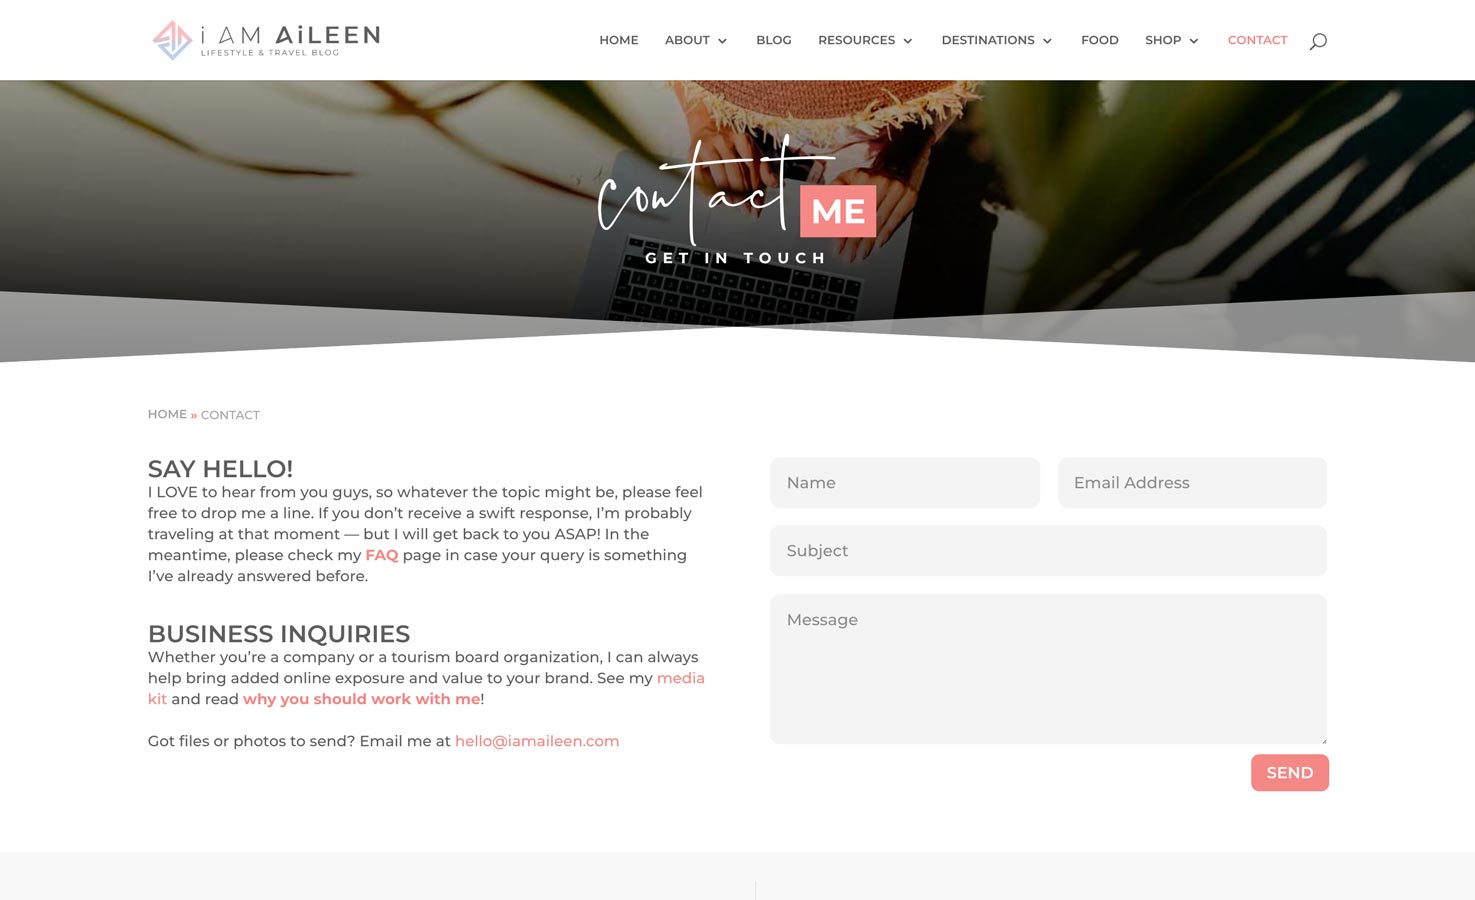 i AM AiLEEN
LIFESTYLE & TRAVEL BLOG
HOME ABOUT BLOG RESOURCES DESTINATIONS FOOD SHOP CONTACT
contact ME
GET IN TOUCH
HOME » CONTACT
SAY HELLO!
I LOVE to hear from you guys, so whatever the topic might be, please feel
free to drop me a line. If you don’t receive a swift response, I’m probably
traveling at that moment — but I will get back to you ASAP! In the
meantime, please check my FAQ page in case your query is something
I’ve already answered before.
BUSINESS INQUIRIES
Whether you’re a company or a tourism board organization, I can always
help bring added online exposure and value to your brand. See my media
kit and read why you should work with me!
Got files or photos to send? Email me at hello@iamaileen.com
Name
Email Address
Subject
Message
SEND